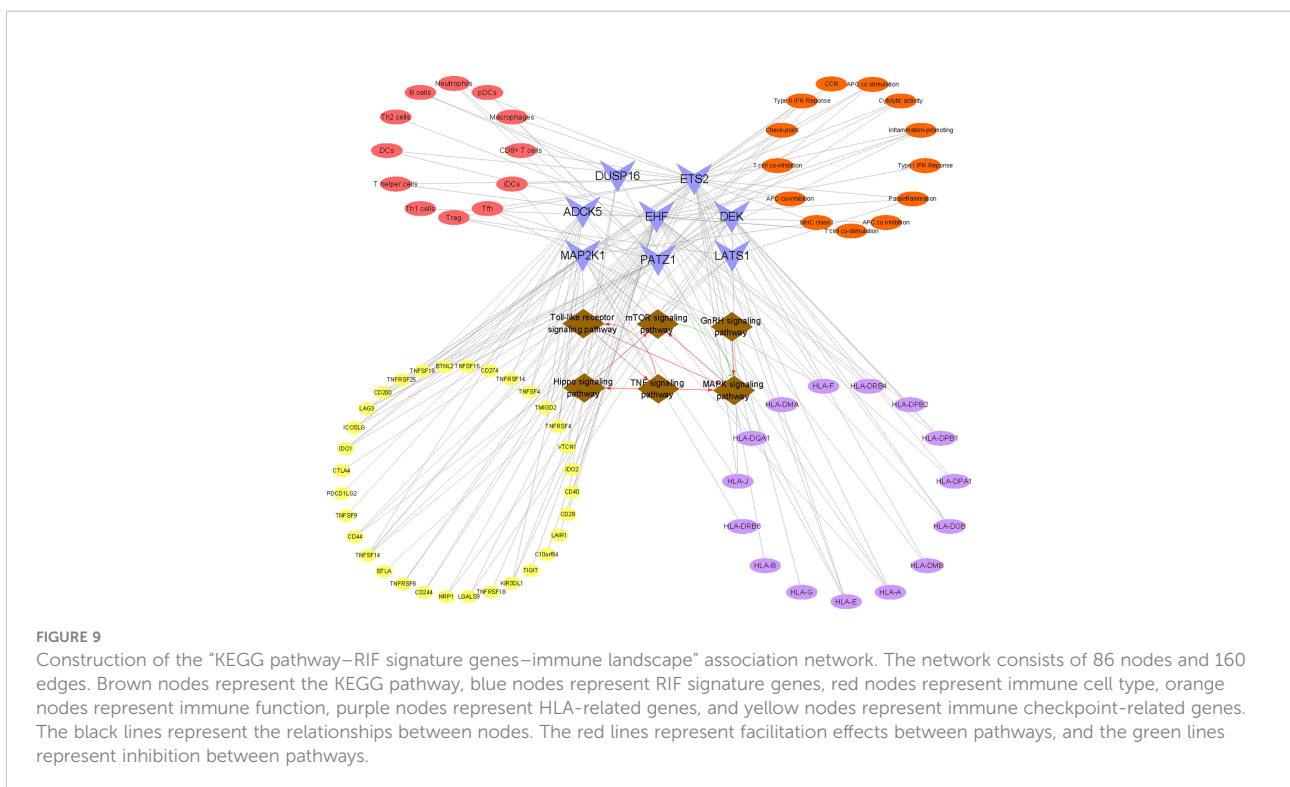 Neutrophils
B cells
pDCs
Th2 cells
Macrophages
DCs
CD8+ T cells
T helper cells
iDCs
Th1 cells
Treg
Tfh
CCR
APC co stimulation
Type II IFN Reponse
Cytolytic activity
Check-point
Inflammation-promoting
T cell co-inhibition
Type I IFN Reponse
APC co-inhibition
Parainflammation
MHC class I
APC co inhibition
T cell co-stimulation
DUSP16
ETS2
ADCK5
EHF
DEK
MAP2K1
PATZ1
LATS1
Toll-like receptor
signaling pathway
mTOR signaling
pathway
GnRH signaling
pathway
Hippo signaling
pathway
TNF signaling
pathway
MAPK signaling
pathway
BTNL2
TNFSF15
TNFSF18
CD274
TNFRSF25
TNFRSF14
CD200
TNFSF4
LAG3
TMIGD2
ICOSLG
TNFRSF4
IDO1
VTCN1
CTLA4
IDO2
PDCD1LG2
CD40
TNFSF9
CD28
CD44
LAIR1
TNFSF14
C10orf54
BTLA
TIGIT
TNFRSF8
KIR3DL1
CD244
TNFRSF18
NRP1
LGALS9
HLA-F
HLA-DRB4
HLA-DMA
HLA-DPB2
HLA-DQA1
HLA-DPB1
HLA-J
HLA-DPA1
HLA-DRB6
HLA-DOB
HLA-B
HLA-DMB
HLA-G
HLA-A
HLA-E
FIGURE 9
Construction of the “KEGG pathway–RIF signature genes–immune landscape” association network. The network consists of 86 nodes and 160
edges. Brown nodes represent the KEGG pathway, blue nodes represent RIF signature genes, red nodes represent immune cell type, orange
nodes represent immune function, purple nodes represent HLA-related genes, and yellow nodes represent immune checkpoint-related genes.
The black lines represent the relationships between nodes. The red lines represent facilitation effects between pathways, and the green lines
represent inhibition between pathways.